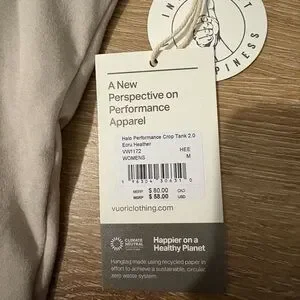 IN
PINESS
A New
Perspective on
Performance
Apparel
Halo Performance Crop Tank 2.0
Ecru Heather
VW1172 HEE
WOMENS M
MSRP $ 80.00 CAD
MSRP $ 58.00 USD
vuoriclothing.com
CLIMATE
NEUTRAL
Happier on a
Healthy Planet
Hangtag made using recycled paper in
effort to achieve a sustainable, circular
zero waste system.